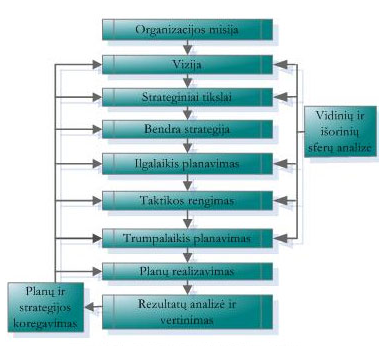 Organizacijos misija
Vizija
Strateginiai tikslai
Bendra strategija
Ilgalaikis planavimas
Taktikos rengimas
Trumpalaikis planavimas
Planų realizavimas
Rezultatų analizė ir
vertinimas
Vidinių ir
išorinių
sferų analizė
Planų ir
strategijos
koregavimas